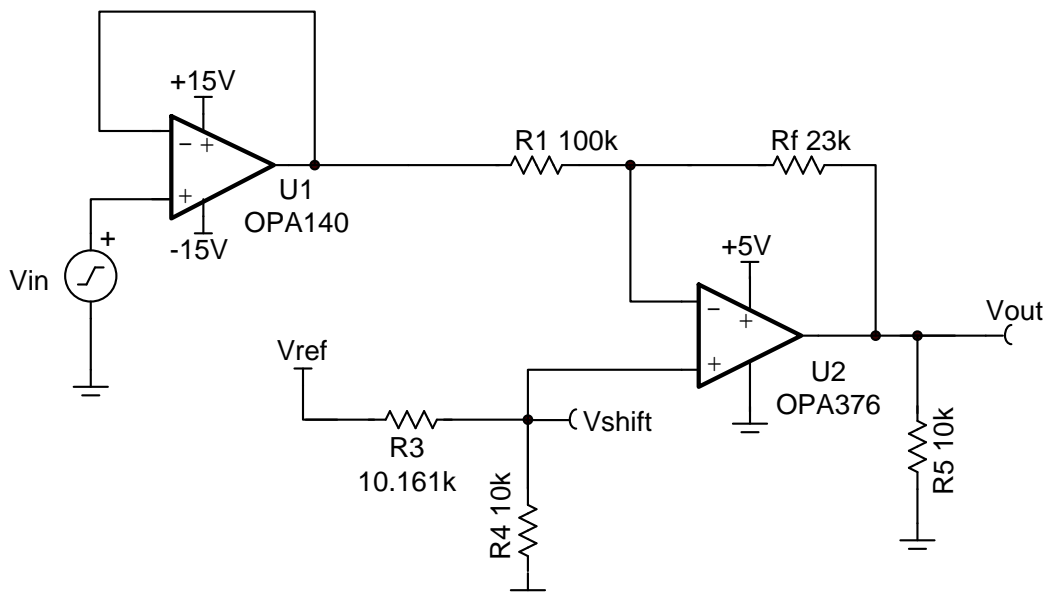 +15V
-
+
+
U1
OPA140
-15V
+
Vin
R1 100k
Rf 23k
+5V
-
+
+
U2
OPA376
Vout
Vref
Vshift
R3
10.161k
R4 10k
R5 10k